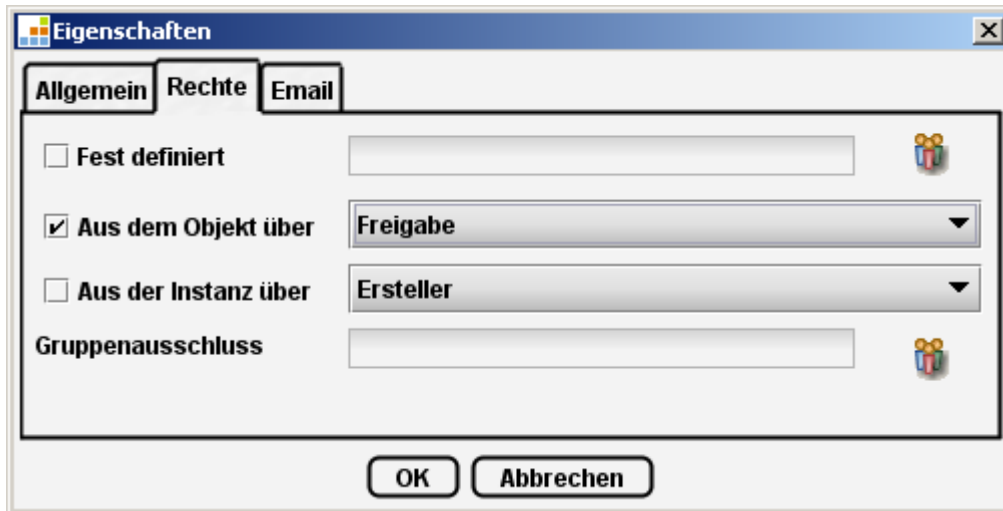 Eigenschaften
Allgemein Rechte Email
Fest definiert
Aus dem Objekt über Freigabe
Aus der Instanz über Ersteller
Gruppenausschluss
OK Abbrechen